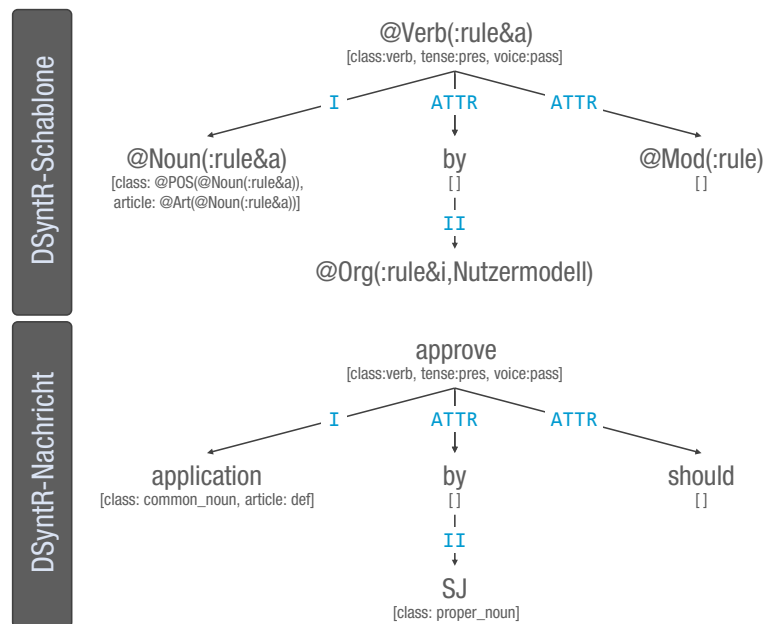 DSyntR-Schablone
@Verb(:rule&a)
[class:verb, tense:pres, voice:pass]
I ATTR ATTR
@Noun(:rule&a) by @Mod(:rule)
[class: @POS(@Noun(:rule&a)), [ ] [ ]
article: @Art(@Noun(:rule&a))]
II
@Org(:rule&i,Nutzermodell)
DSyntR-Nachricht
approve
[class:verb, tense:pres, voice:pass]
I ATTR ATTR
application by should
[class: common_noun, article: def] [ ] [ ]
II
SJ
[class: proper_noun]